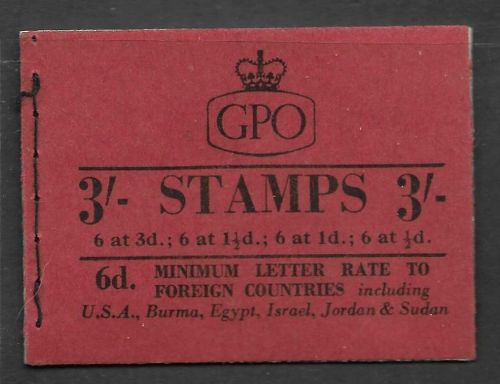 GPO
3/- STAMPS 3/-
6 at 3d.; 6 at 1½d.; 6 at 1d.; 6 at ½d.
6d. MINIMUM LETTER RATE TO
FOREIGN COUNTRIES including
U.S.A., Burma, Egypt, Israel, Jordan & Sudan